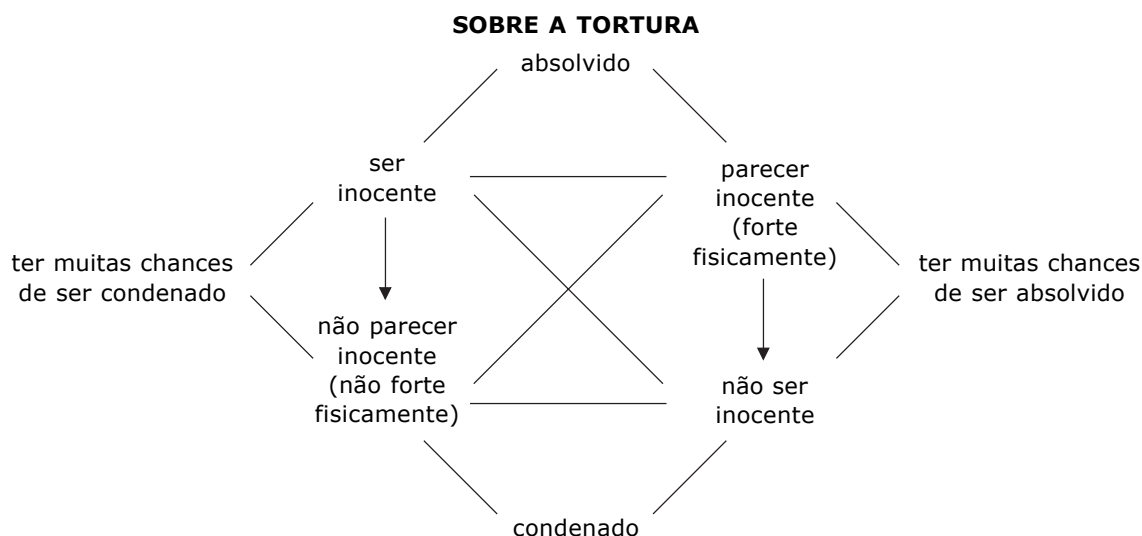 SOBRE A TORTURA
absolvido
ser
inocente
parecer
inocente
(forte
fisicamente)
ter muitas chances
de ser condenado
ter muitas chances
de ser absolvido
não parecer
inocente
(não forte
fisicamente)
não ser
inocente
condenado